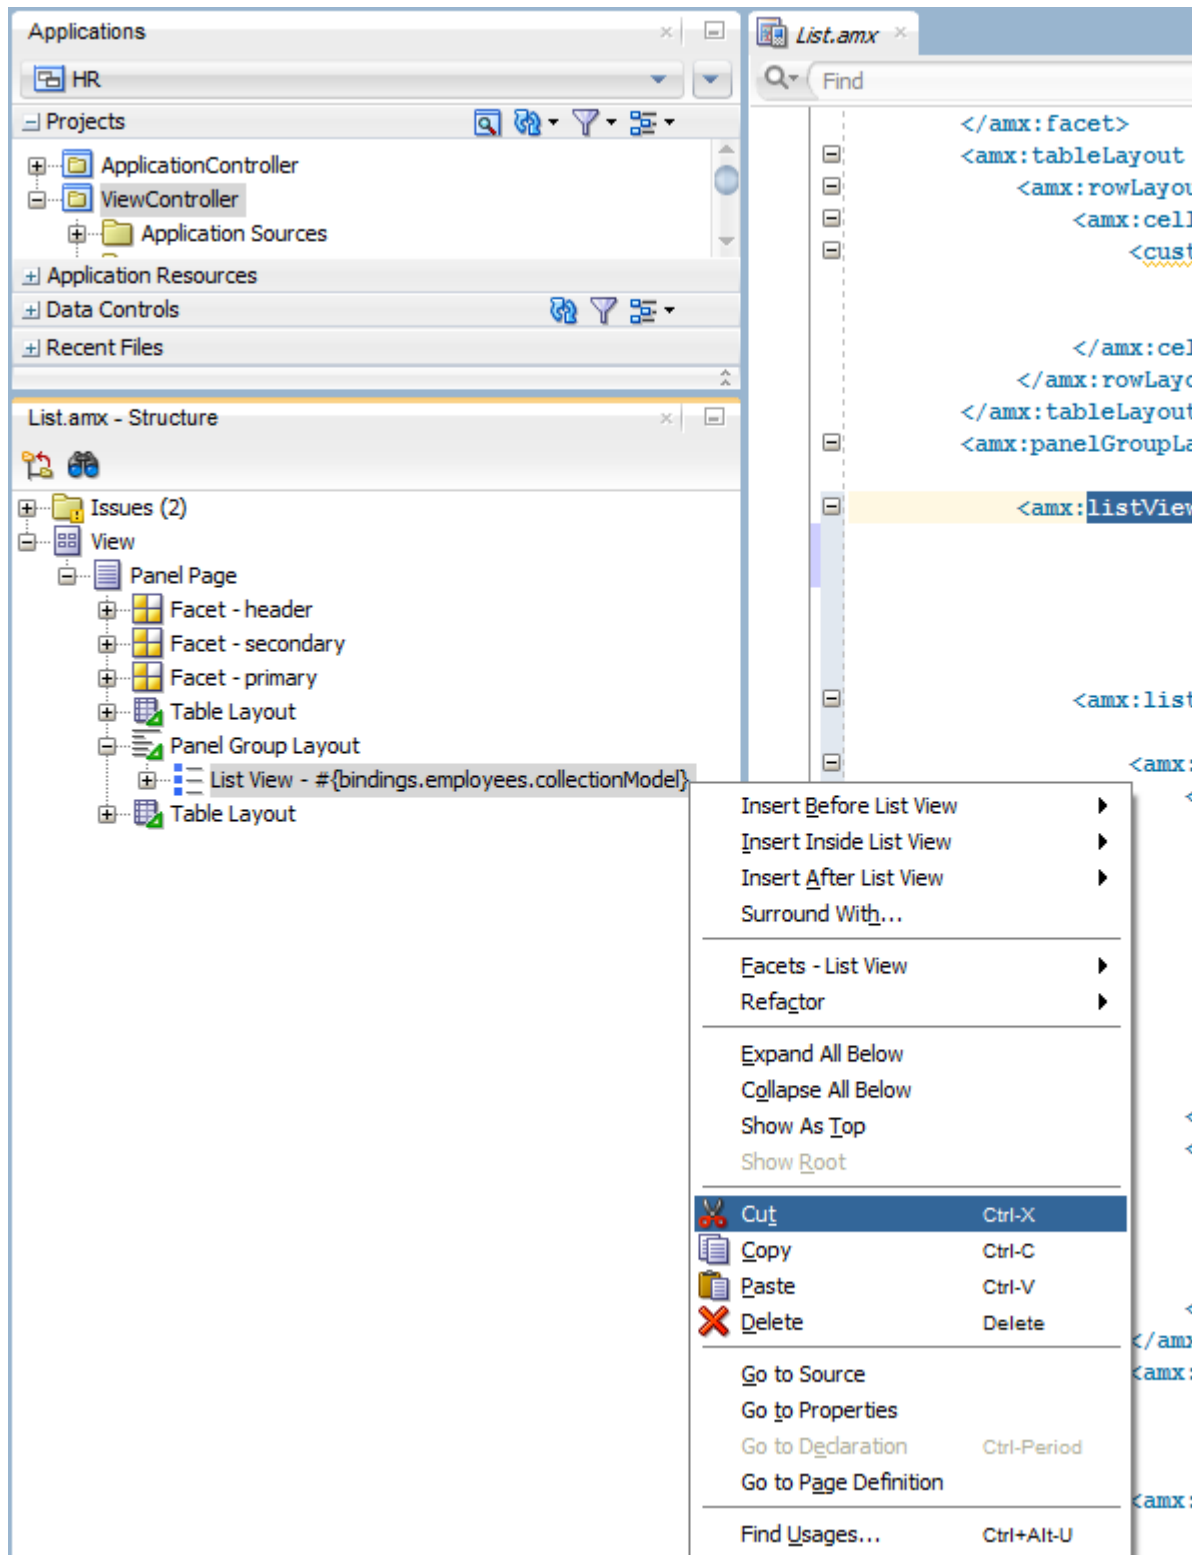 Applications
HR
Projects
ApplicationController
ViewController
Application Sources
Application Resources
Data Controls
Recent Files
List.amx - Structure
Issues (2)
View
Panel Page
Facet - header
Facet - secondary
Facet - primary
Table Layout
Panel Group Layout
List View - #{bindings.employees.collectionModel}
Table Layout
List.amx
Find
</amx:facet>
<amx:tableLayout
<amx:rowLayou
<amx:cell
<cust
</amx:cel
</amx:rowLayo
</amx:tableLayout
<amx:panelGroupLa
<amx:listView
<amx:list
<amx:
<
<
<
<
</amx
<amx:
<amx:
Insert Before List View
Insert Inside List View
Insert After List View
Surround With...
Facets - List View
Refactor
Expand All Below
Collapse All Below
Show As Top
Show Root
Cut Ctrl-X
Copy Ctrl-C
Paste Ctrl-V
Delete Delete
Go to Source
Go to Properties
Go to Declaration Ctrl-Period
Go to Page Definition
Find Usages... Ctrl+Alt-U